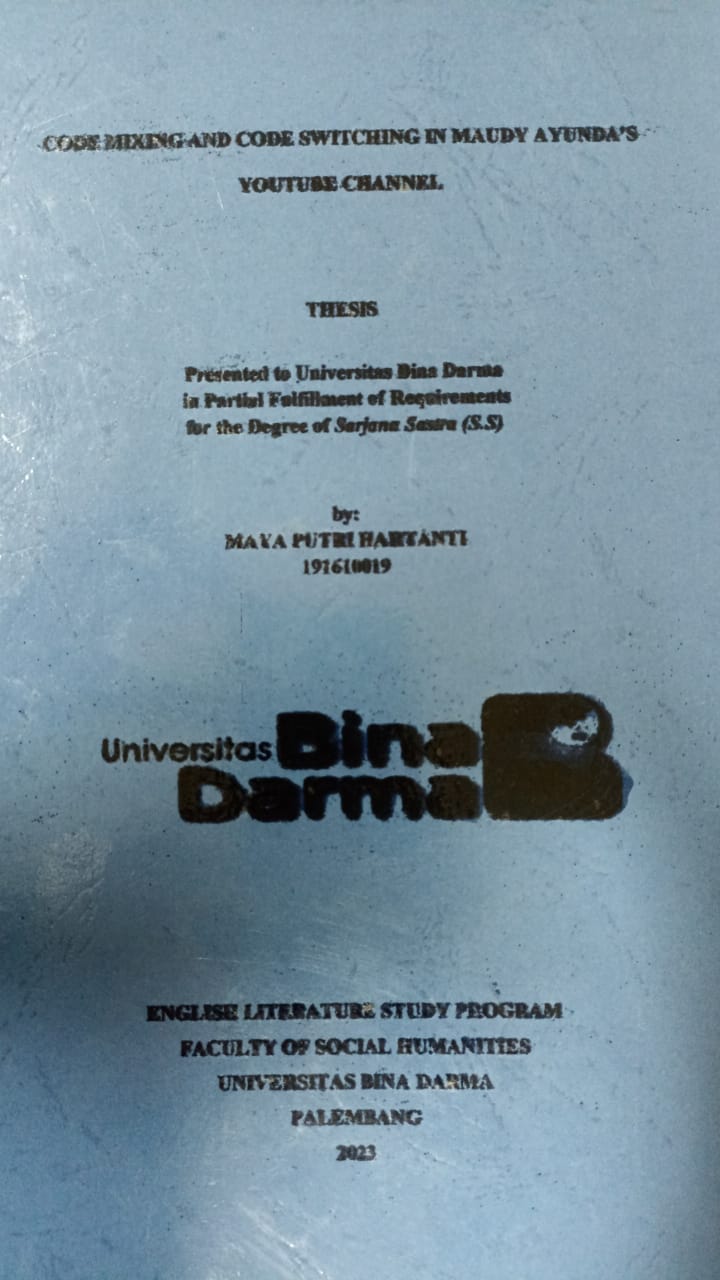 CODE MIXING AND CODE SWITCHING IN MAUDY AYUNDA'S
YOUTUBE CHANNEL
THESIS
Presented to Universitas Bina Darma
in Partial Fulfillment of Requirements
for the Degree of Sarjana Sastra (S.S)
by:
MAYA PUTRI HARTANTI
191610019
Universitas Bina
Darma
ENGLISH LITERATURE STUDY PROGRAM
FACULTY OF SOCIAL HUMANITIES
UNIVERSITAS BINA DARMA
PALEMBANG
2023